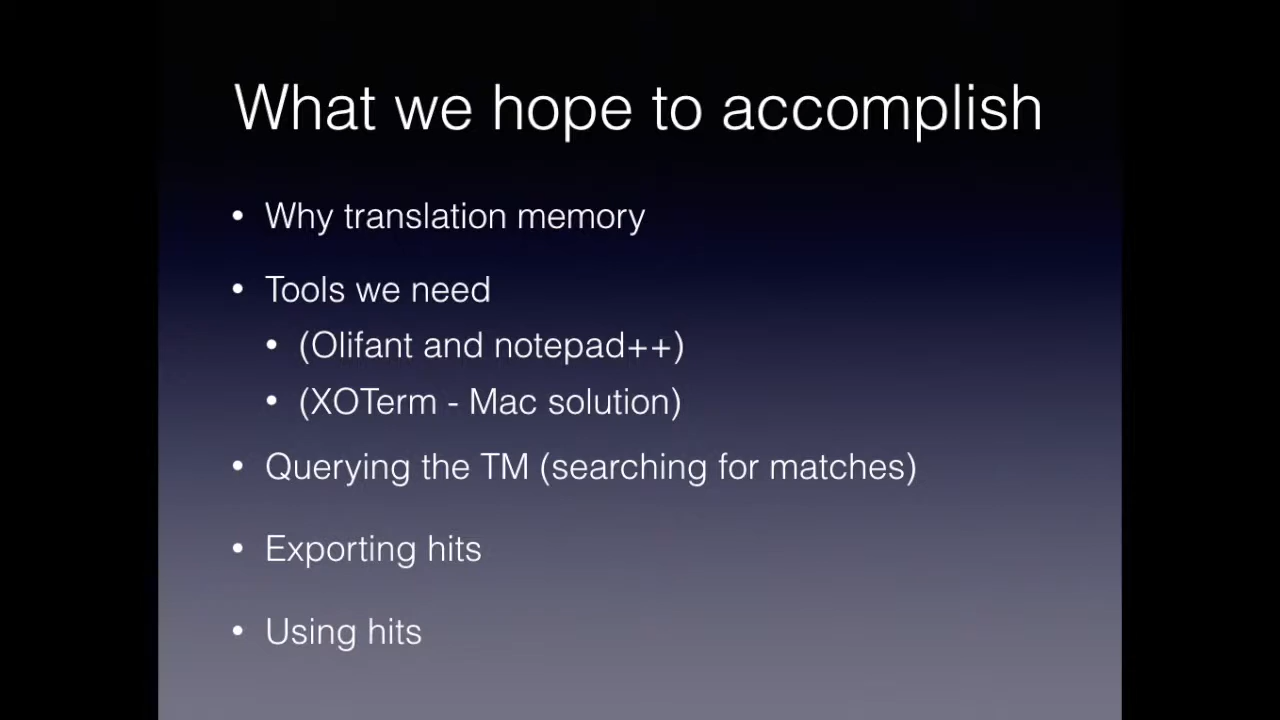 What we hope to accomplish
• Why translation memory
• Tools we need
• (Olifant and notepad++)
• (XOTerm - Mac solution)
• Querying the TM (searching for matches)
• Exporting hits
• Using hits